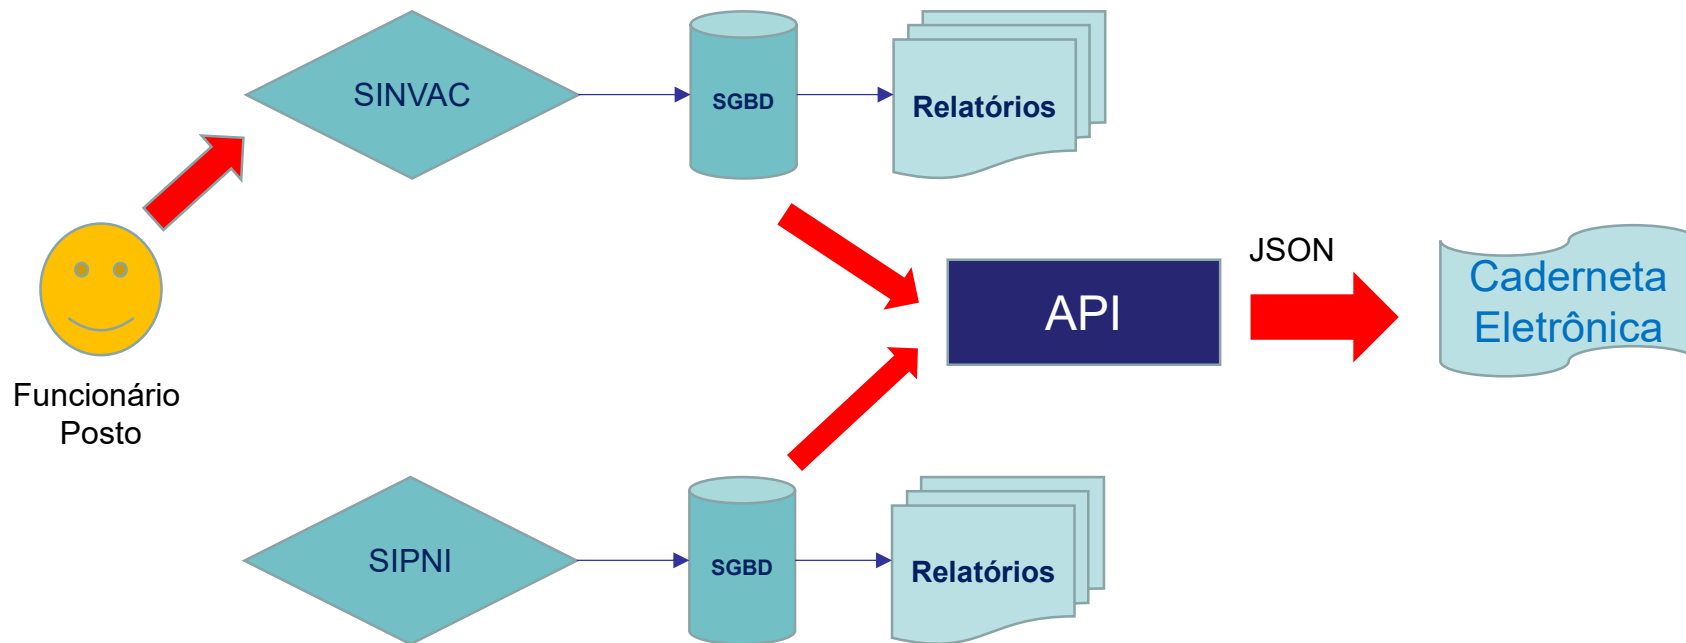 SINVAC
SGBD
Relatórios
Funcionário
Posto
API
JSON
Caderneta
Eletrônica
SIPNI
SGBD
Relatórios